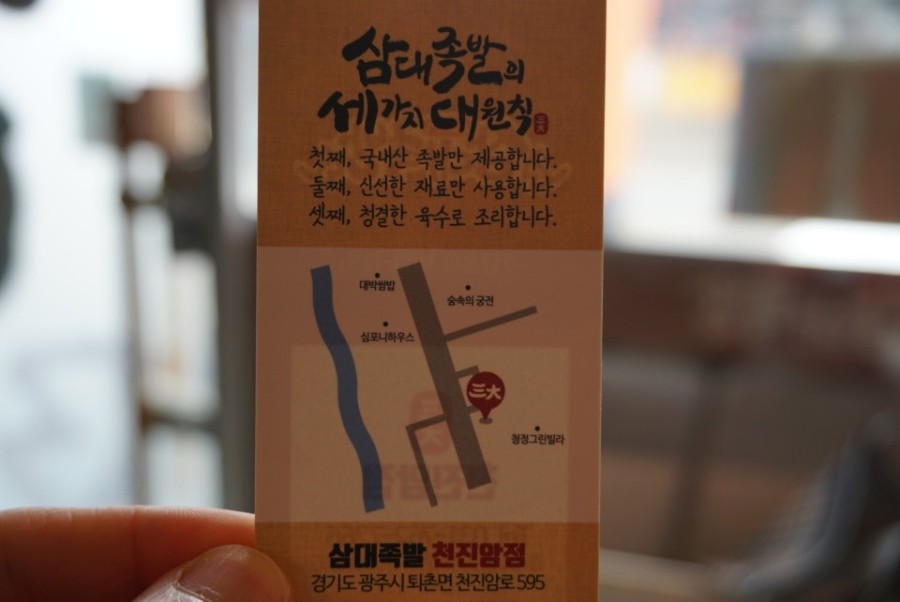 삼대족발의
세가지 대원칙
三大
첫째, 국내산 족발만 제공합니다.
둘째, 신선한 재료만 사용합니다.
셋째, 청결한 육수로 조리합니다.
대박쌈밥
숲속의 궁전
심포니하우스
三大
청정그린빌라
삼대족발 천진암점
경기도 광주시 퇴촌면 천진암로 595